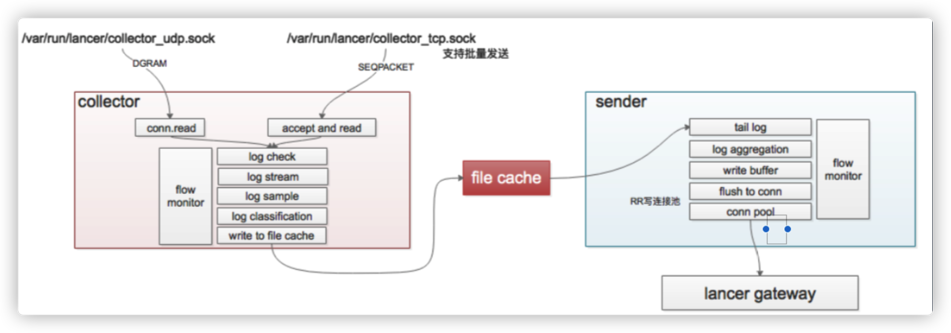 /var/run/lancer/collector_udp.sock
/var/run/lancer/collector_tcp.sock
支持批量发送
DGRAM
SEQPACKET
collector
conn.read
accept and read
flow monitor
log check
log stream
log sample
log classification
write to file cache
file cache
sender
tail log
log aggregation
write buffer
flush to conn
conn pool
flow monitor
RR写连接池
lancer gateway